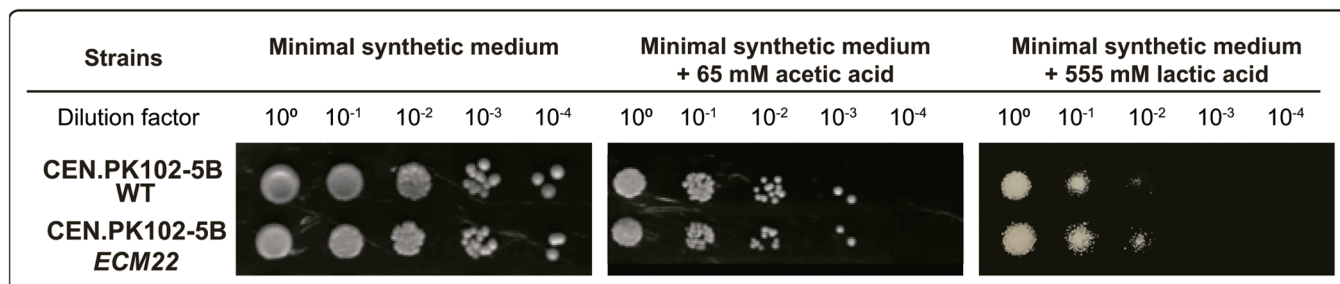 Strains
Minimal synthetic medium
Minimal synthetic medium
+ 65 mM acetic acid
Minimal synthetic medium
+ 555 mM lactic acid
Dilution factor
10⁰ 10⁻¹ 10⁻² 10⁻³ 10⁻⁴
10⁰ 10⁻¹ 10⁻² 10⁻³ 10⁻⁴
10⁰ 10⁻¹ 10⁻² 10⁻³ 10⁻⁴
CEN.PK102-5B
WT
CEN.PK102-5B
ECM22